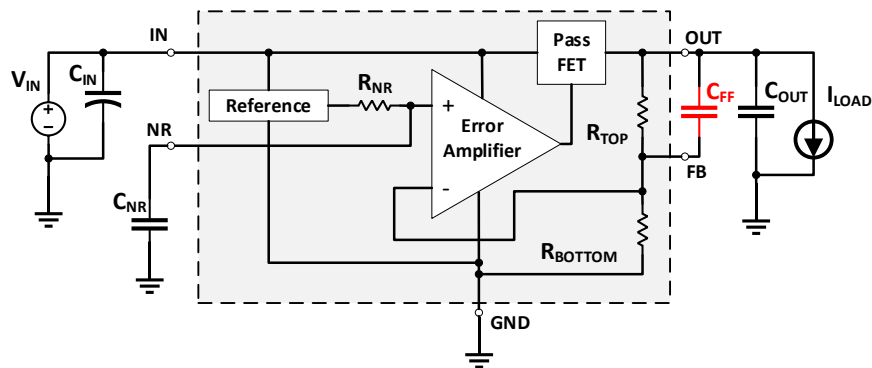 IN
Pass
FET
OUT
V_IN
C_IN
R_NR
Reference
+
Error
Amplifier
-
NR
C_NR
R_TOP
C_FF
C_OUT
I_LOAD
FB
R_BOTTOM
GND
+
-